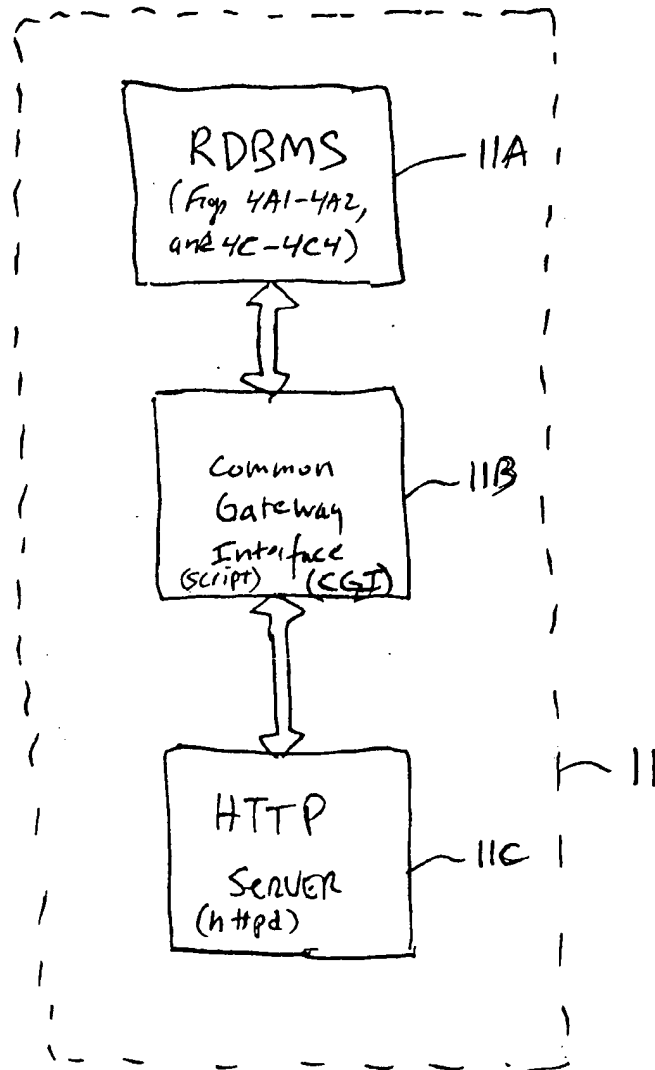 RDBMS
(Figs 4A1-4A2,
and 4C-4C4)
11A
Common
Gateway
Interface
(script) (CGI)
11B
HTTP
SERVER
(httpd)
11C
11